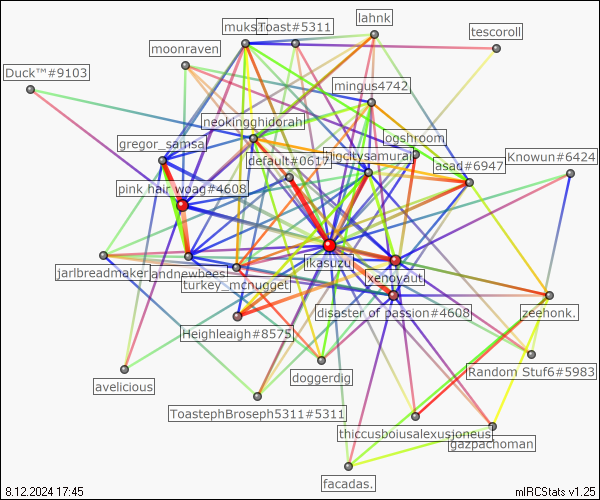 lahnk
muks
Toast#5311
tescoroll
moonraven
Duck™#9103
mingus4742
neokingghidorah
ogshroom.
gregor_samsa
default#0617
bigcitysamurai
asad#6947
Knowun#6424
pink hair woag#4608
jkasuzu
jarlbreadmaker
andnewbees
xenoyaut
turkey_mcnugget
disaster of passion#4608
zeehonk.
Heighleaigh#8575
doggerdig
Random Stuf6#5983
avelicious
ToastephBroseph5311#5311
thiccusboiusalexusjoneus
gazpachoman
facadas.
8.12.2024 17:45
mIRCStats v1.25